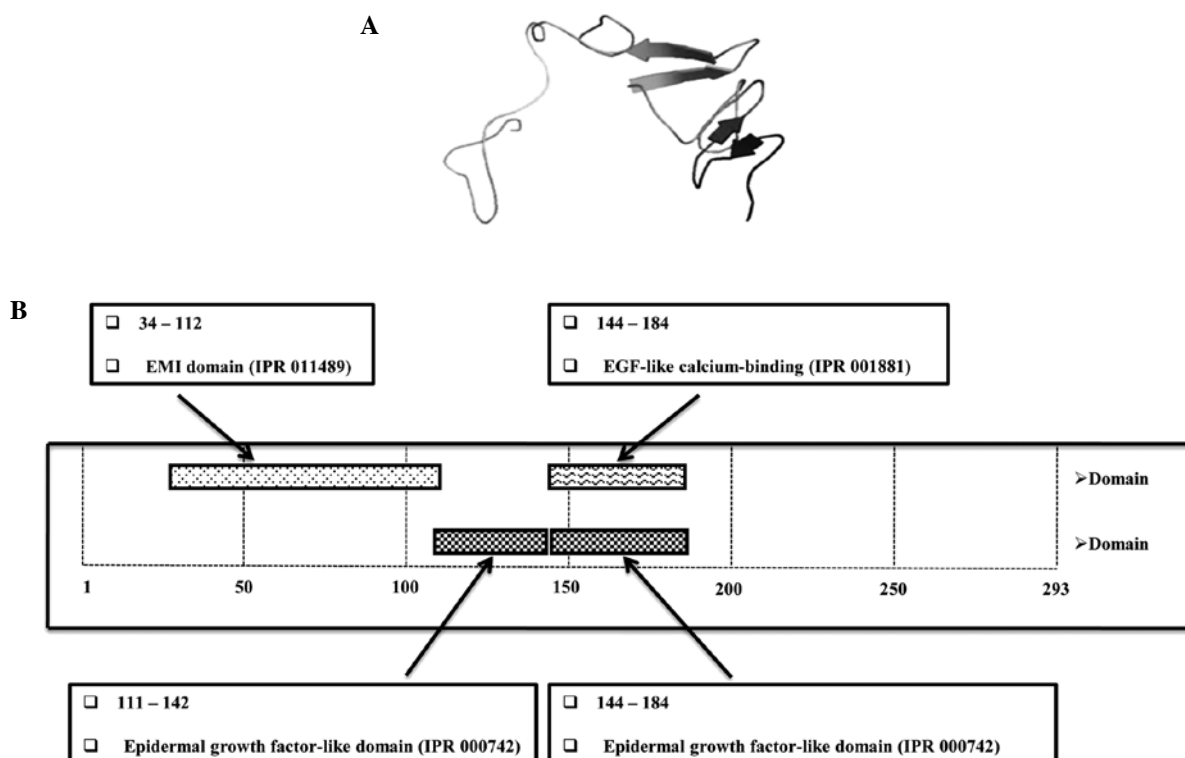 A
B
❑ 34 – 112
❑ EMI domain (IPR 011489)
❑ 144 – 184
❑ EGF-like calcium-binding (IPR 001881)
➢Domain
➢Domain
1 50 100 150 200 250 293
❑ 111 – 142
❑ Epidermal growth factor-like domain (IPR 000742)
❑ 144 – 184
❑ Epidermal growth factor-like domain (IPR 000742)